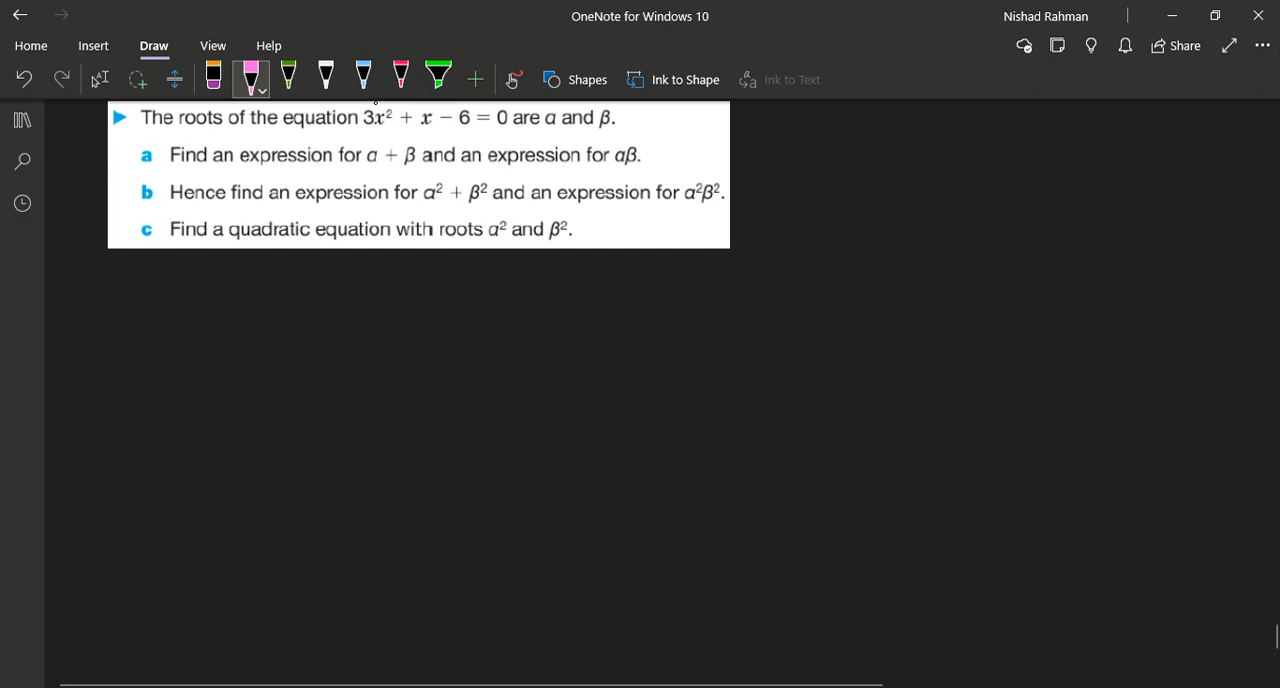 OneNote for Windows 10
Nishad Rahman
Home Insert Draw View Help
Share
Shapes Ink to Shape Ink to Text
The roots of the equation 3x² + x − 6 = 0 are α and β.
a Find an expression for α + β and an expression for αβ.
b Hence find an expression for α² + β² and an expression for α²β².
c Find a quadratic equation with roots α² and β².